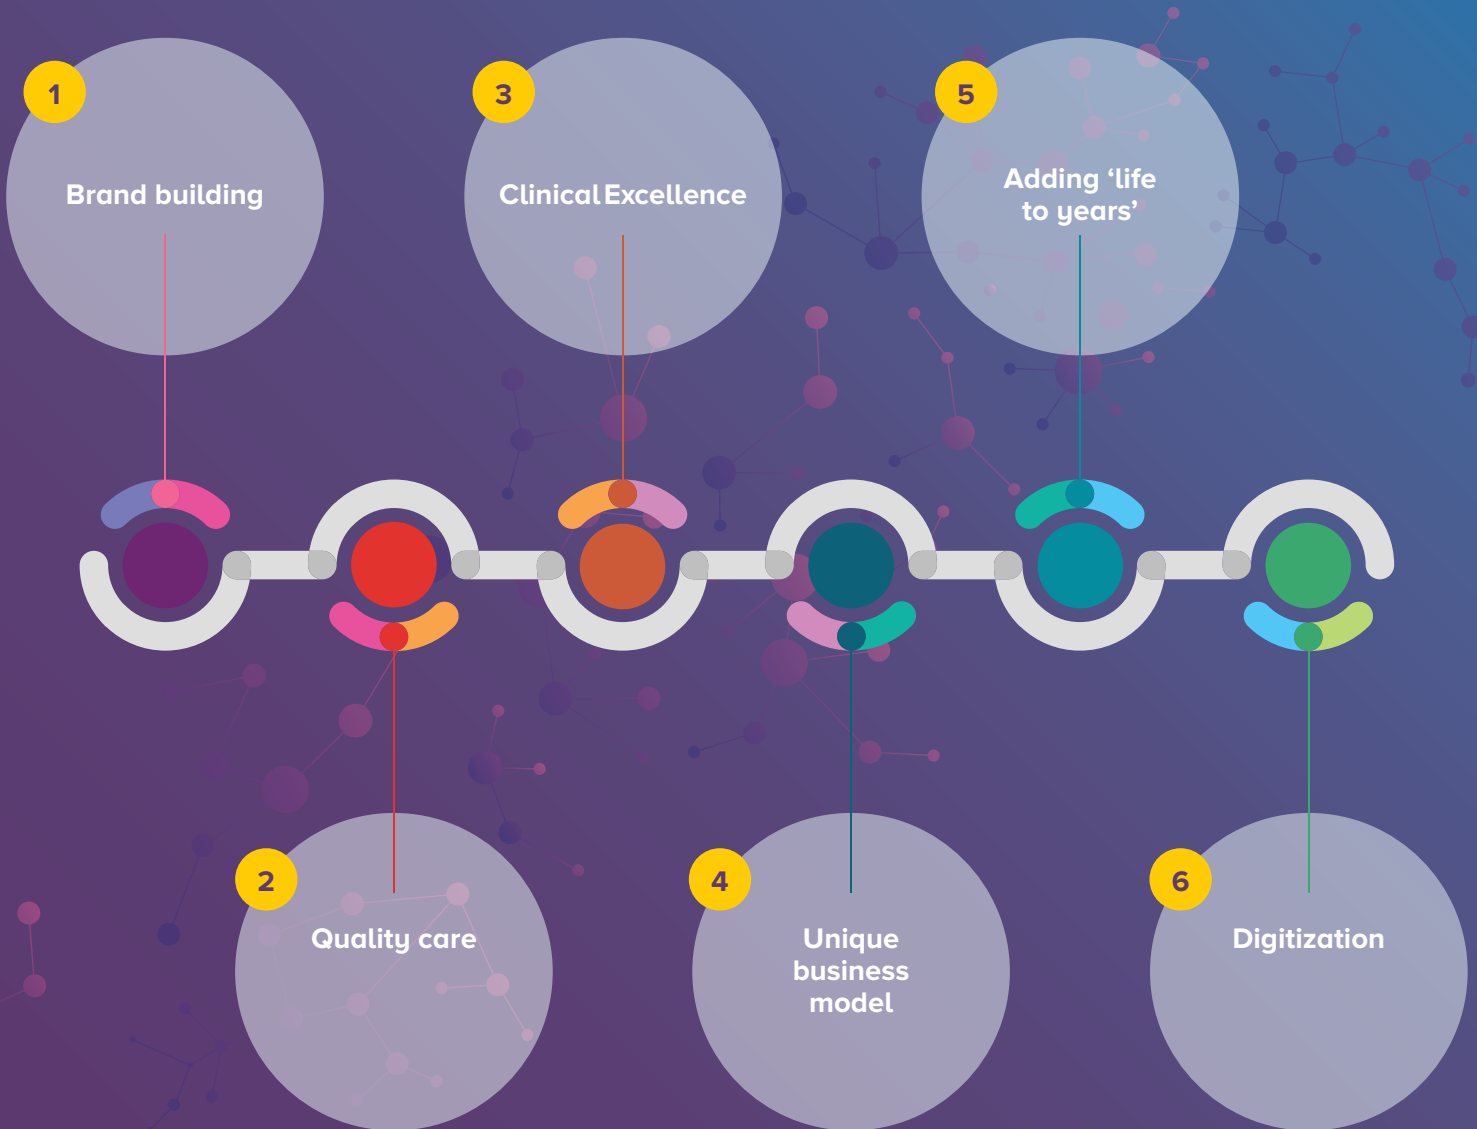 1
Brand building
2
Quality care
3
Clinical Excellence
4
Unique
business
model
5
Adding ‘life
to years’
6
Digitization